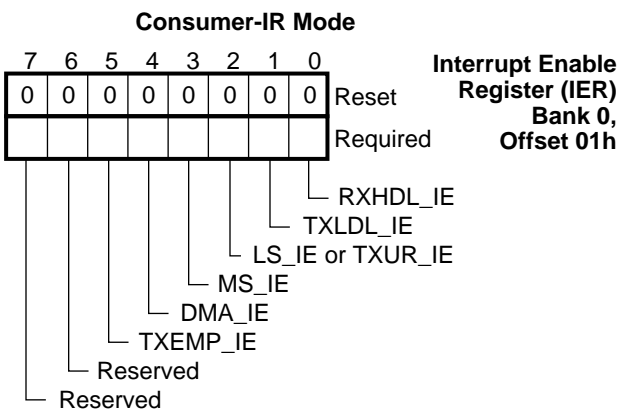 Consumer-IR Mode
7 6 5 4 3 2 1 0
Interrupt Enable
Register (IER)
Bank 0,
Offset 01h
0 0 0 0 0 0 0 0 Reset
Required
RXHDL_IE
TXLDL_IE
LS_IE or TXUR_IE
MS_IE
DMA_IE
TXEMP_IE
Reserved
Reserved